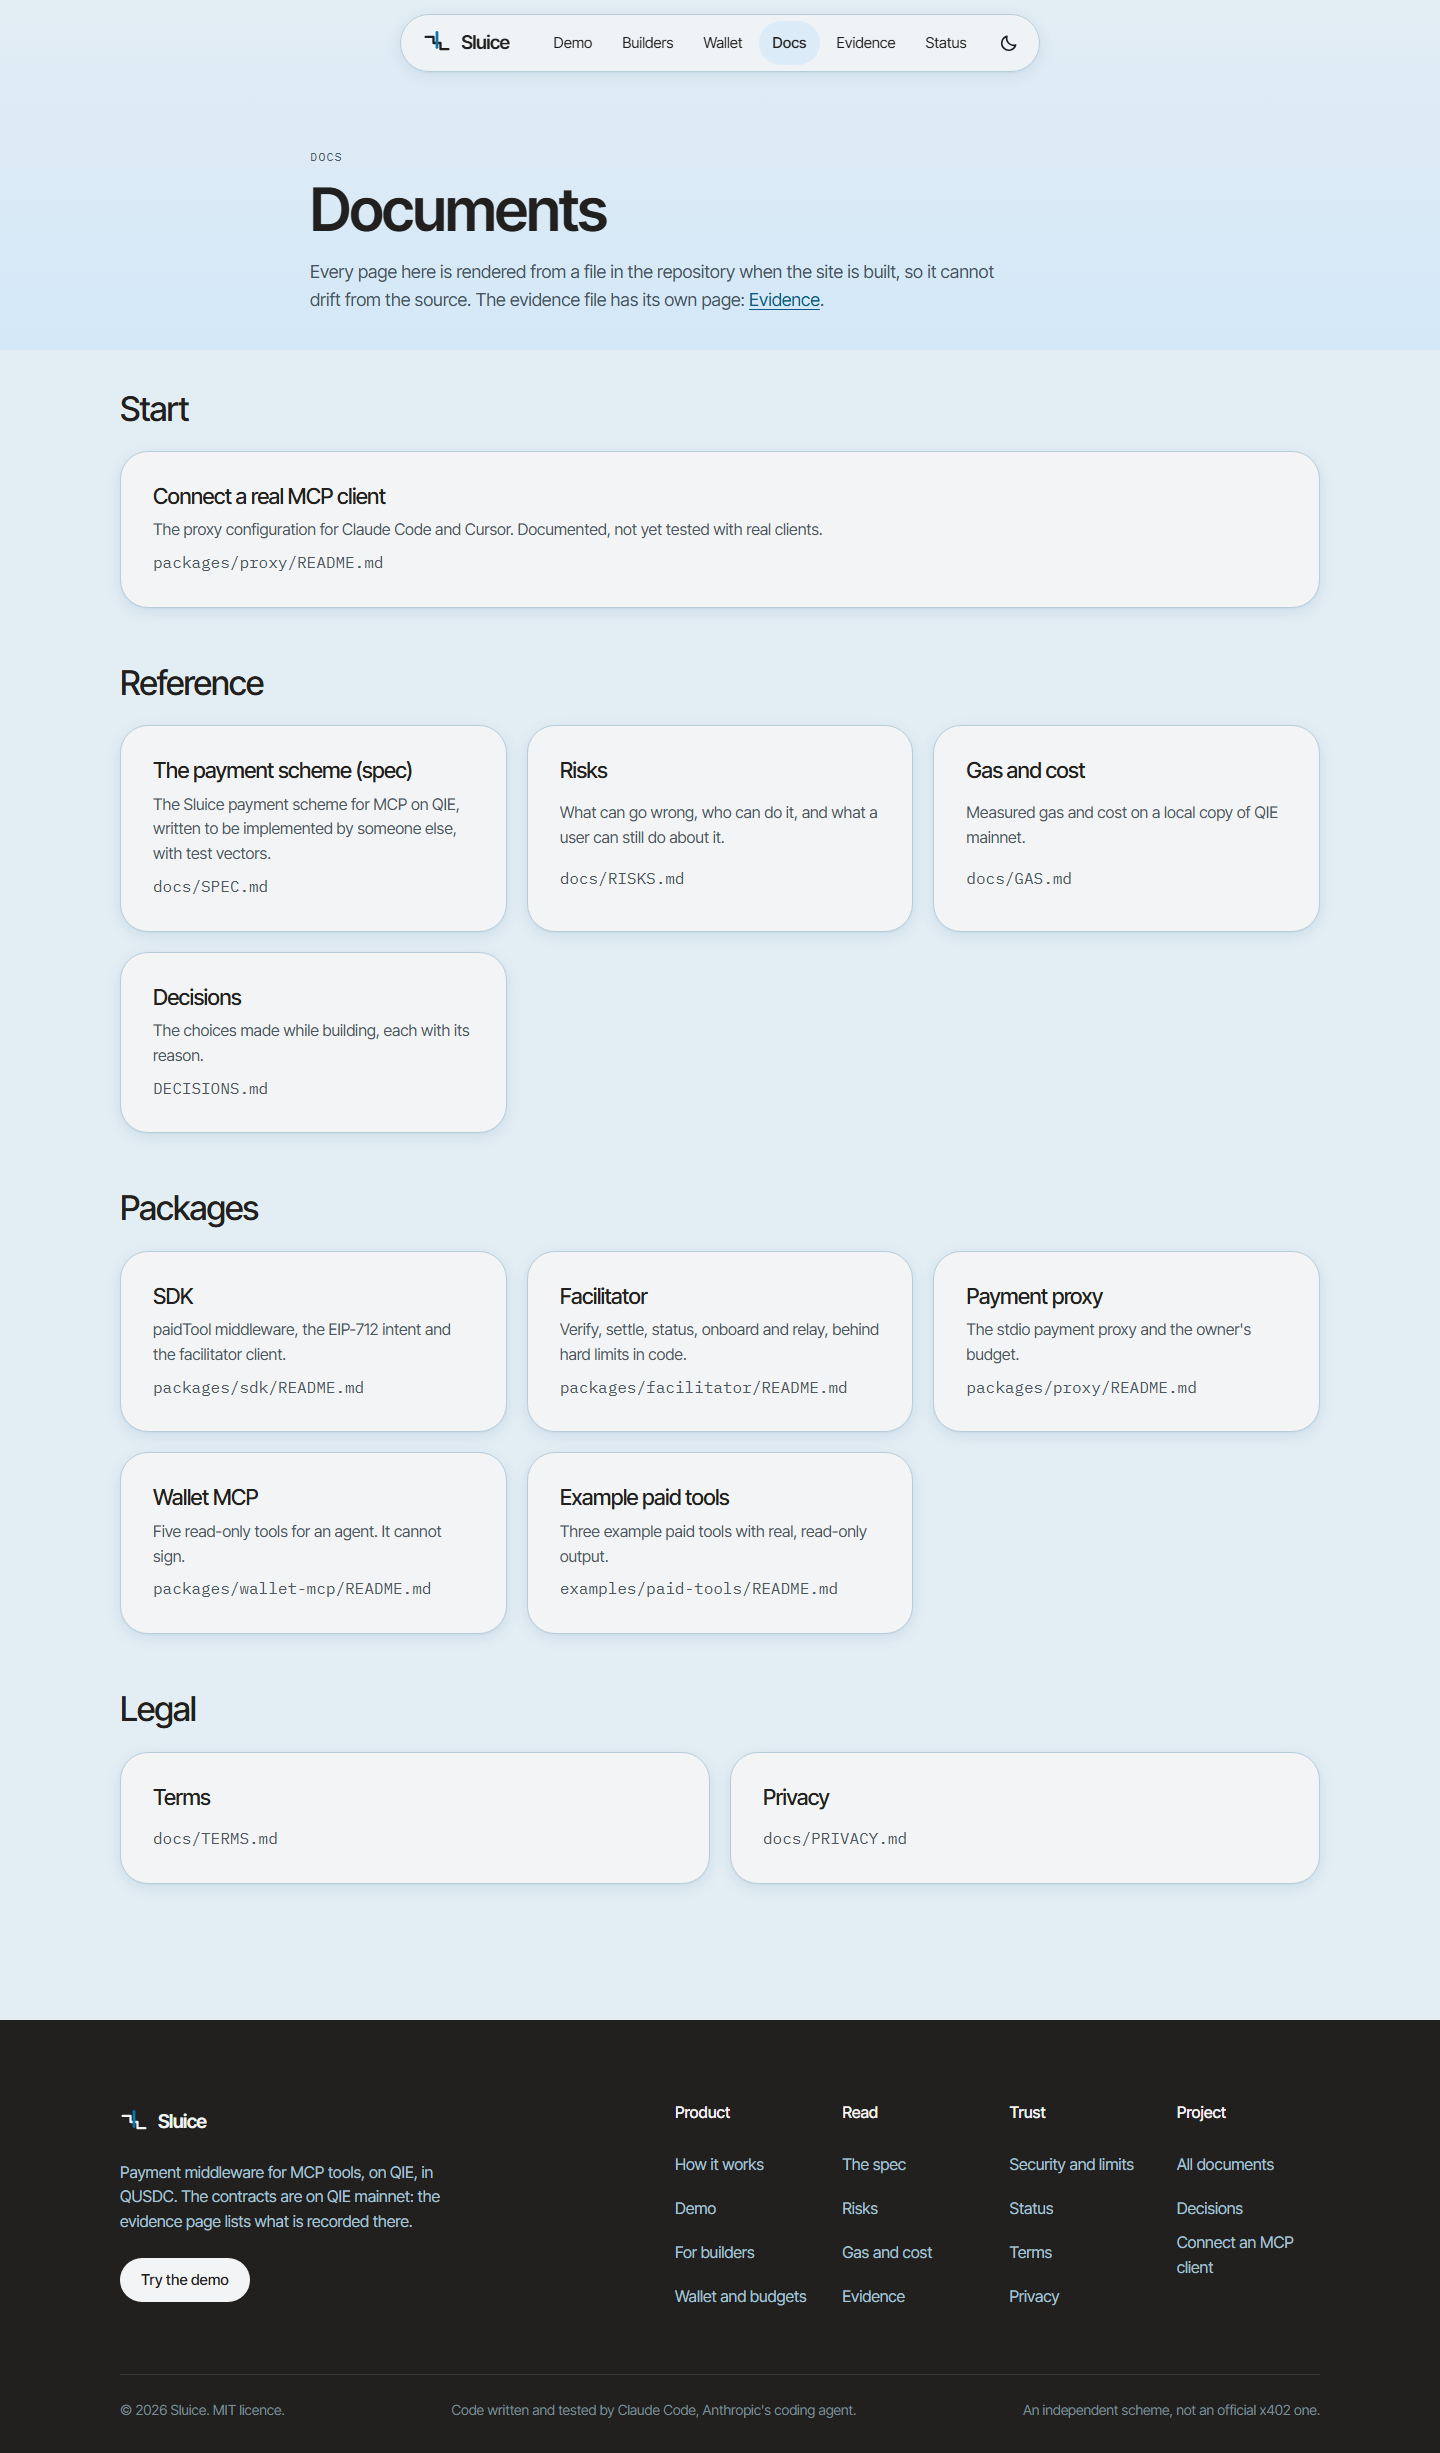 Sluice
Demo
Builders
Wallet
Docs
Evidence
Status
DOCS
Documents
Every page here is rendered from a file in the repository when the site is built, so it cannot
drift from the source. The evidence file has its own page: Evidence.
Start
Connect a real MCP client
The proxy configuration for Claude Code and Cursor. Documented, not yet tested with real clients.
packages/proxy/README.md
Reference
The payment scheme (spec)
The Sluice payment scheme for MCP on QIE,
written to be implemented by someone else,
with test vectors.
docs/SPEC.md
Risks
What can go wrong, who can do it, and what a
user can still do about it.
docs/RISKS.md
Gas and cost
Measured gas and cost on a local copy of QIE
mainnet.
docs/GAS.md
Decisions
The choices made while building, each with its
reason.
DECISIONS.md
Packages
SDK
paidTool middleware, the EIP-712 intent and
the facilitator client.
packages/sdk/README.md
Facilitator
Verify, settle, status, onboard and relay, behind
hard limits in code.
packages/facilitator/README.md
Payment proxy
The stdio payment proxy and the owner's
budget.
packages/proxy/README.md
Wallet MCP
Five read-only tools for an agent. It cannot
sign.
packages/wallet-mcp/README.md
Example paid tools
Three example paid tools with real, read-only
output.
examples/paid-tools/README.md
Legal
Terms
docs/TERMS.md
Privacy
docs/PRIVACY.md
Sluice
Payment middleware for MCP tools, on QIE, in
QUSDC. The contracts are on QIE mainnet: the
evidence page lists what is recorded there.
Try the demo
Product
How it works
Demo
For builders
Wallet and budgets
Read
The spec
Risks
Gas and cost
Evidence
Trust
Security and limits
Status
Terms
Privacy
Project
All documents
Decisions
Connect an MCP
client
© 2026 Sluice. MIT licence.
Code written and tested by Claude Code, Anthropic's coding agent.
An independent scheme, not an official x402 one.